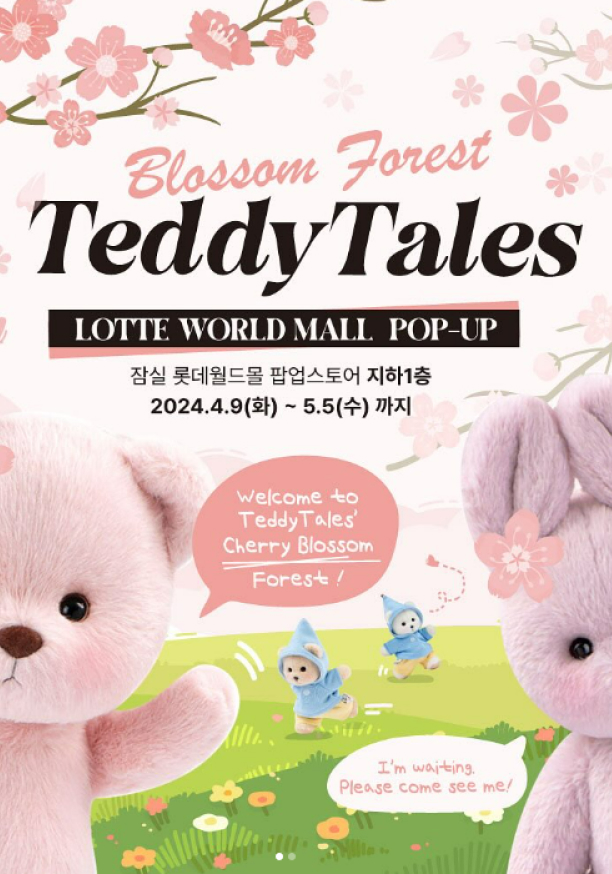 Blossom Forest
TeddyTales
LOTTE WORLD MALL POP-UP
잠실 롯데월드몰 팝업스토어 지하1층
2024.4.9(화) ~ 5.5(수) 까지
Welcome to
TeddyTales'
Cherry Blossom
Forest!
I'm waiting.
Please come see me!